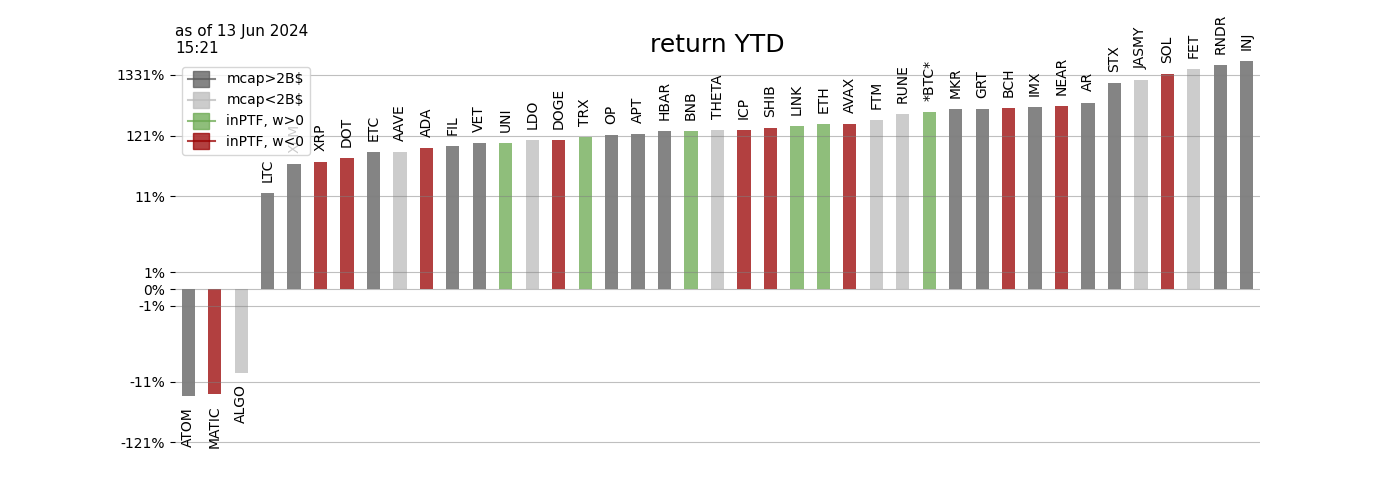 as of 13 Jun 2024
15:21
return YTD
mcap>2B$
mcap<2B$
inPTF, w>0
inPTF, w<0
1331%
121%
11%
1%
0%
-1%
-11%
-121%
ATOM
MATIC
ALGO
LTC
XRP
DOT
ETC
AAVE
ADA
FIL
VET
UNI
LDO
DOGE
TRX
OP
APT
HBAR
BNB
THETA
ICP
SHIB
LINK
ETH
AVAX
FTM
RUNE
*BTC*
MKR
GRT
BCH
IMX
NEAR
AR
STX
JASMY
SOL
FET
RNDR
INJ